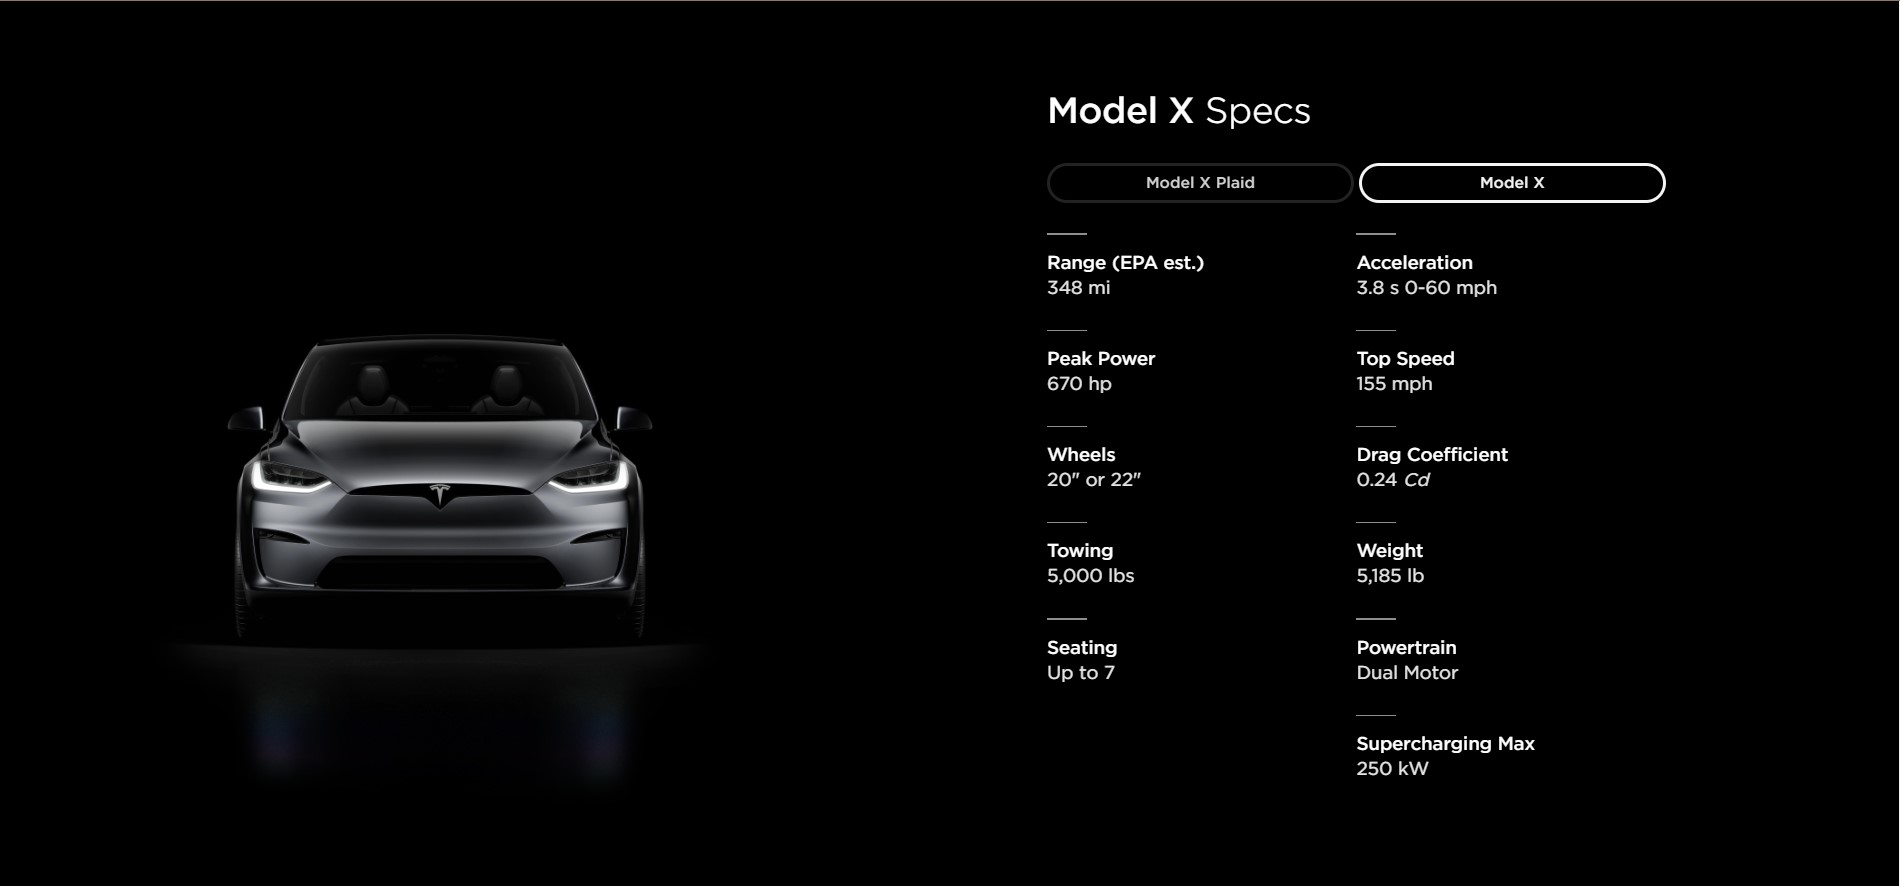 Model X Specs
Model X Plaid
Model X
Range (EPA est.)
348 mi
Acceleration
3.8 s 0-60 mph
Peak Power
670 hp
Top Speed
155 mph
Wheels
20" or 22"
Drag Coefficient
0.24 Cd
Towing
5,000 lbs
Weight
5,185 lb
Seating
Up to 7
Powertrain
Dual Motor
Supercharging Max
250 kW